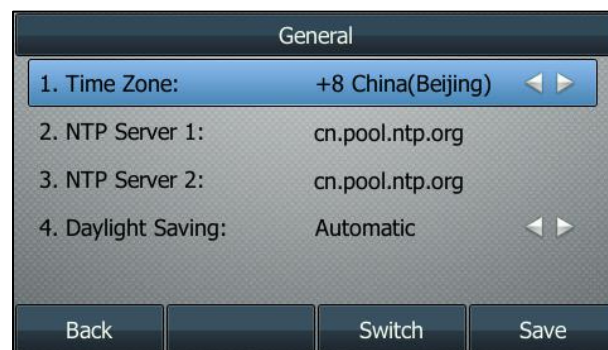 General
1. Time Zone: +8 China(Beijing)
2. NTP Server 1: cn.pool.ntp.org
3. NTP Server 2: cn.pool.ntp.org
4. Daylight Saving: Automatic
Back Switch Save